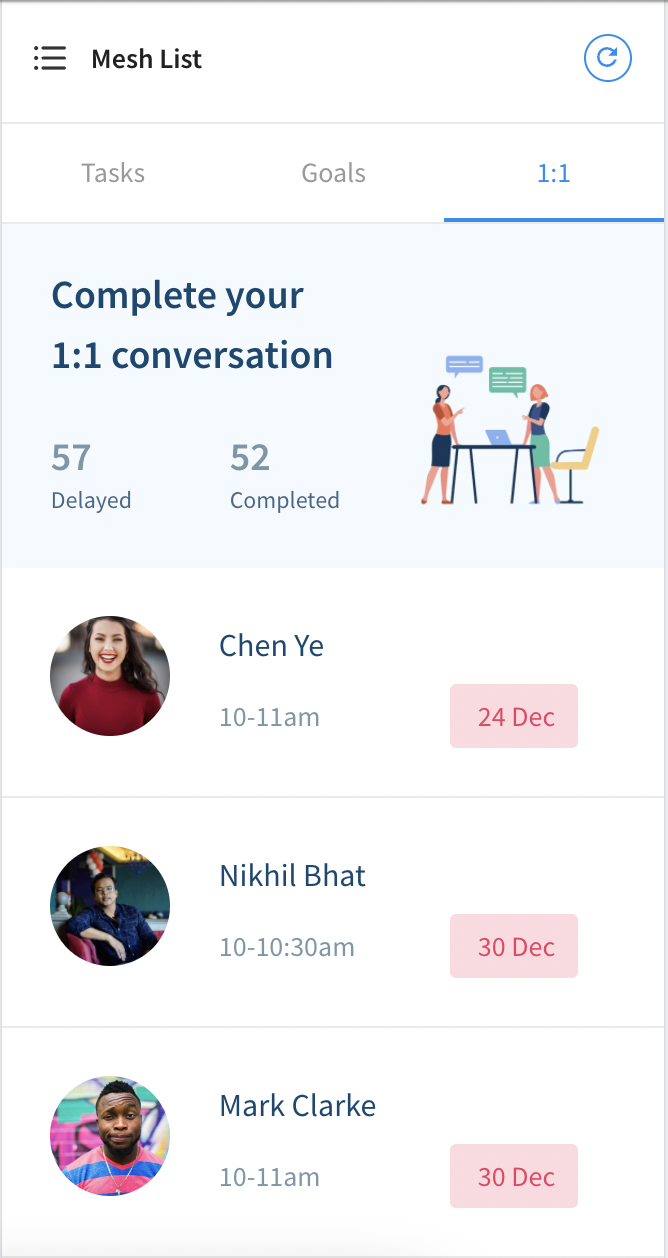 Mesh List
Tasks Goals 1:1
Complete your
1:1 conversation
57 52
Delayed Completed
Chen Ye
10-11am 24 Dec
Nikhil Bhat
10-10:30am 30 Dec
Mark Clarke
10-11am 30 Dec